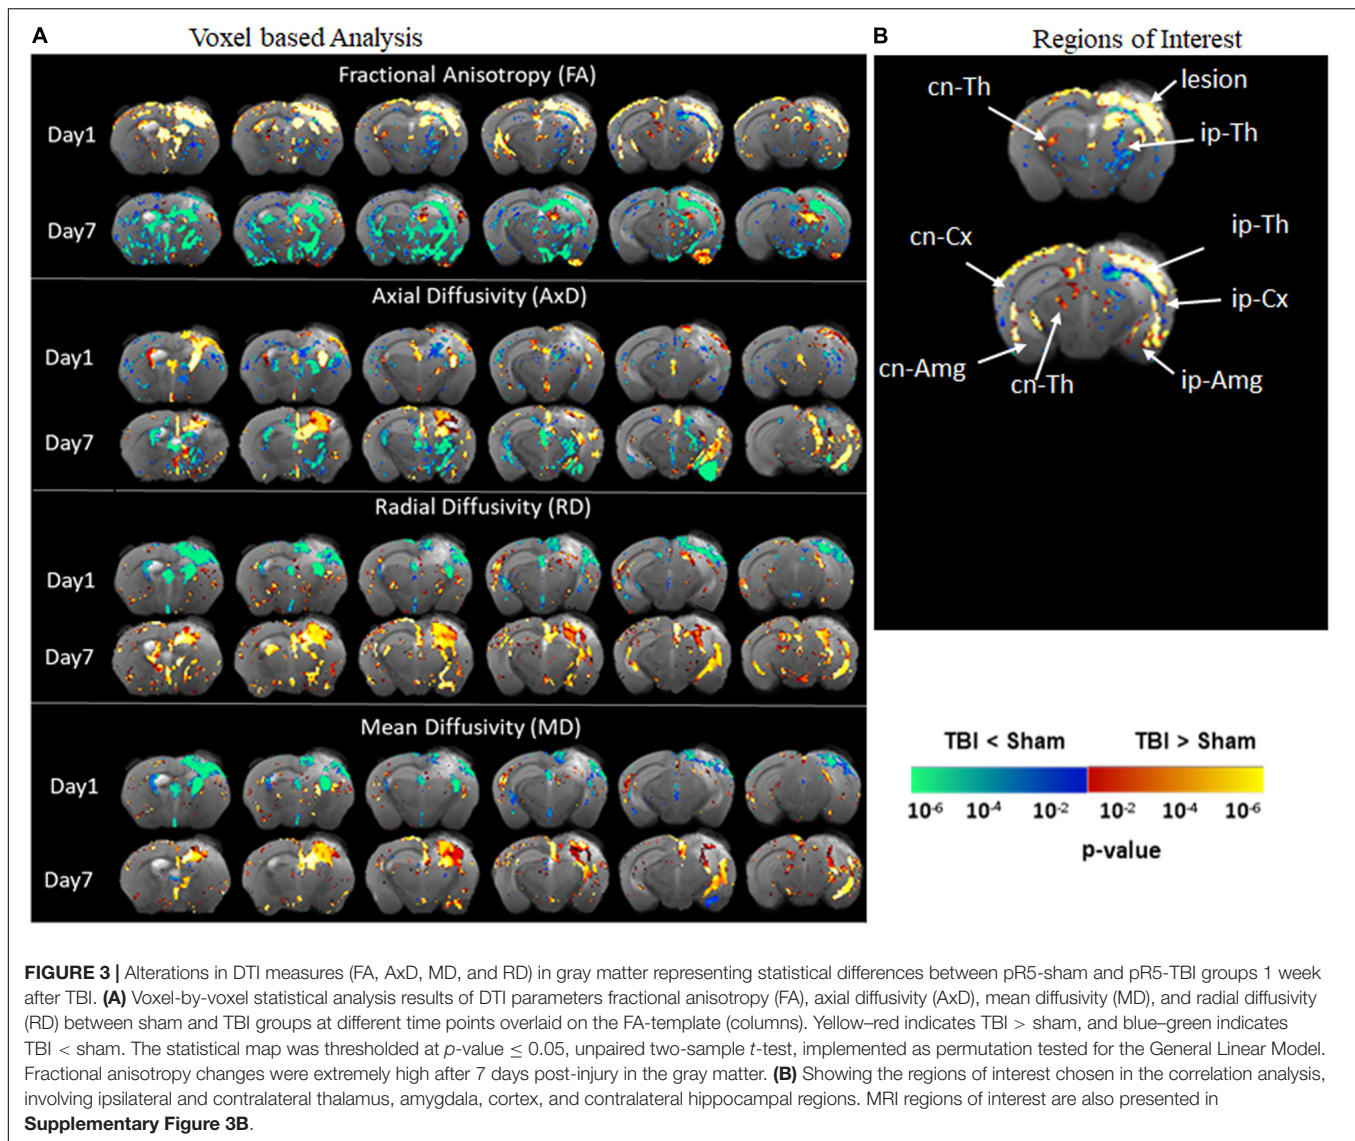 A
Voxel based Analysis
Fractional Anisotropy (FA)
Day1
Day7
Axial Diffusivity (AxD)
Day1
Day7
Radial Diffusivity (RD)
Day1
Day7
Mean Diffusivity (MD)
Day1
Day7
B
Regions of Interest
cn-Th
lesion
ip-Th
cn-Cx
ip-Th
ip-Cx
cn-Amg
cn-Th
ip-Amg
TBI < Sham TBI > Sham
10-6 10-4 10-2 10-2 10-4 10-6
p-value
FIGURE 3 | Alterations in DTI measures (FA, AxD, MD, and RD) in gray matter representing statistical differences between pR5-sham and pR5-TBI groups 1 week
after TBI. (A) Voxel-by-voxel statistical analysis results of DTI parameters fractional anisotropy (FA), axial diffusivity (AxD), mean diffusivity (MD), and radial diffusivity
(RD) between sham and TBI groups at different time points overlaid on the FA-template (columns). Yellow–red indicates TBI > sham, and blue–green indicates
TBI < sham. The statistical map was thresholded at p-value ≤ 0.05, unpaired two-sample t-test, implemented as permutation tested for the General Linear Model.
Fractional anisotropy changes were extremely high after 7 days post-injury in the gray matter. (B) Showing the regions of interest chosen in the correlation analysis,
involving ipsilateral and contralateral thalamus, amygdala, cortex, and contralateral hippocampal regions. MRI regions of interest are also presented in
Supplementary Figure 3B.